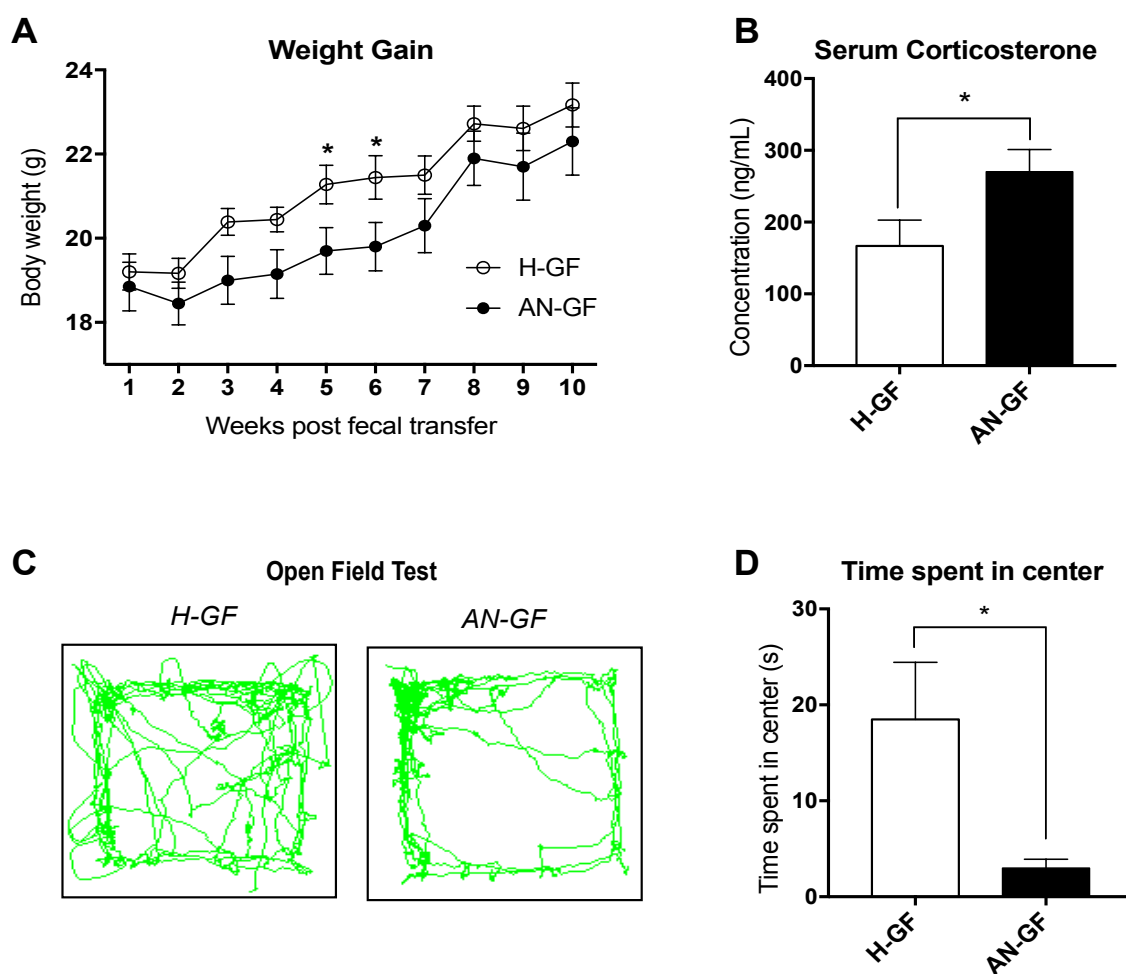 A
Weight Gain
24
22
20
18
Body weight (g)
*
*
H-GF
AN-GF
1 2 3 4 5 6 7 8 9 10
Weeks post fecal transfer
B
Serum Corticosterone
400
300
200
100
0
Concentration (ng/mL)
*
H-GF
AN-GF
C
Open Field Test
H-GF
AN-GF
D
Time spent in center
30
20
10
0
Time spent in center (s)
*
H-GF
AN-GF